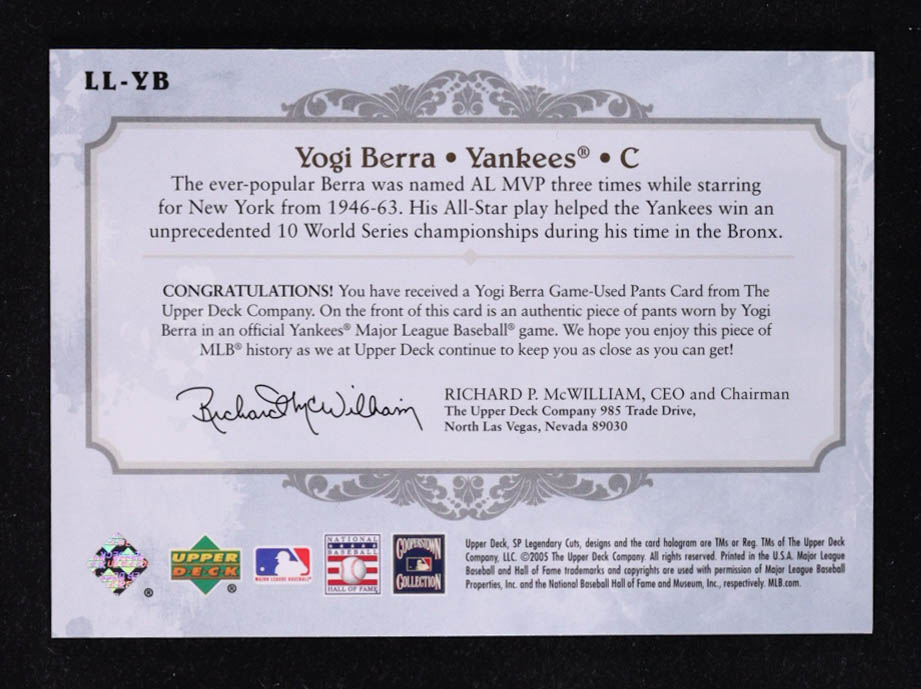 LL-YB
Yogi Berra • Yankees® • C
The ever-popular Berra was named AL MVP three times while starring
for New York from 1946-63. His All-Star play helped the Yankees win an
unprecedented 10 World Series championships during his time in the Bronx.
CONGRATULATIONS! You have received a Yogi Berra Game-Used Pants Card from The
Upper Deck Company. On the front of this card is an authentic piece of pants worn by Yogi
Berra in an official Yankees® Major League Baseball® game. We hope you enjoy this piece of
MLB® history as we at Upper Deck continue to keep you as close as you can get!
Richard McWilliam
RICHARD P. McWILLIAM, CEO and Chairman
The Upper Deck Company 985 Trade Drive,
North Las Vegas, Nevada 89030
®
UPPER
DECK
®
MAJOR LEAGUE BASEBALL
NATIONAL
BASEBALL
HALL OF FAME
COOPERSTOWN
COLLECTION
Upper Deck, SP Legendary Cuts, designs and the card hologram are TMs or Reg. TMs of The Upper Deck
Company, LLC. ©2005 The Upper Deck Company. All rights reserved. Printed in the U.S.A. Major League
Baseball and Hall of Fame trademarks and copyrights are used with permission of Major League Baseball
Properties, Inc. and the National Baseball Hall of Fame and Museum, Inc., respectively. MLB.com.